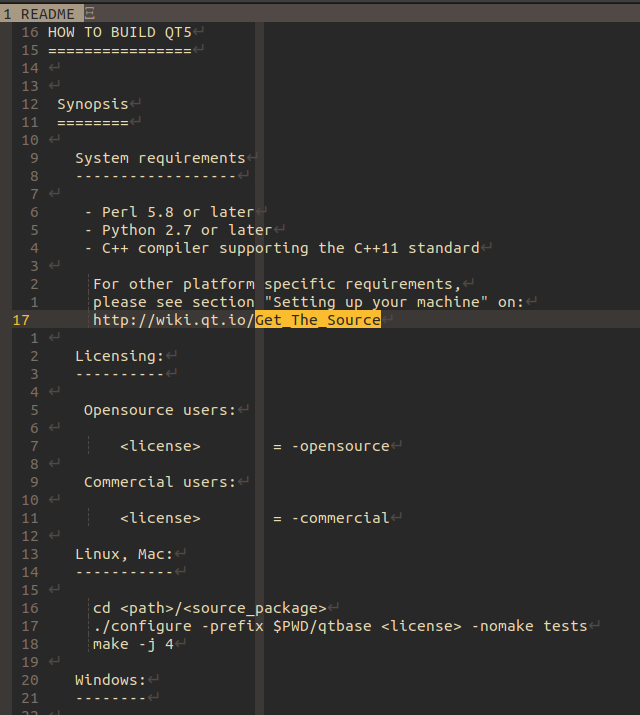 1 README
16 HOW TO BUILD QT5↵
15 ================↵
14 ↵
13 ↵
12 Synopsis↵
11 ========↵
10 ↵
9 System requirements↵
8 ------------------↵
7 ↵
6 - Perl 5.8 or later↵
5 - Python 2.7 or later↵
4 - C++ compiler supporting the C++11 standard↵
3 ↵
2 For other platform specific requirements,↵
1 please see section "Setting up your machine" on:↵
17 http://wiki.qt.io/Get_The_Source↵
1 ↵
2 Licensing:↵
3 ----------↵
4 ↵
5 Opensource users:↵
6 ↵
7 <license> = -opensource↵
8 ↵
9 Commercial users:↵
10 ↵
11 <license> = -commercial↵
12 ↵
13 Linux, Mac:↵
14 -----------↵
15 ↵
16 cd <path>/<source_package>↵
17 ./configure -prefix $PWD/qtbase <license> -nomake tests↵
18 make -j 4↵
19 ↵
20 Windows:↵
21 --------↵